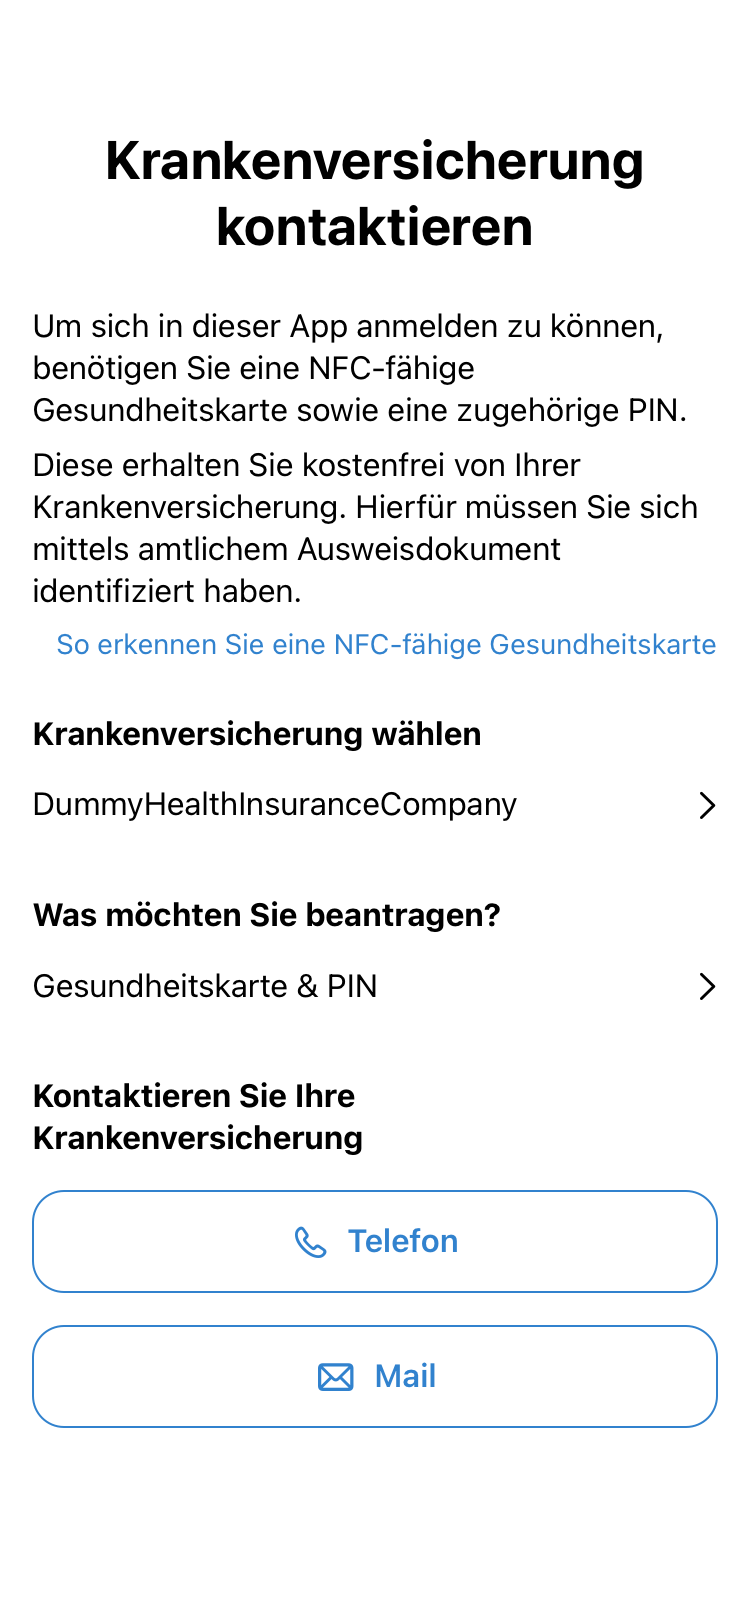 Krankenversicherung
kontaktieren
Um sich in dieser App anmelden zu können,
benötigen Sie eine NFC-fähige
Gesundheitskarte sowie eine zugehörige PIN.
Diese erhalten Sie kostenfrei von Ihrer
Krankenversicherung. Hierfür müssen Sie sich
mittels amtlichem Ausweisdokument
identifiziert haben.
So erkennen Sie eine NFC-fähige Gesundheitskarte
Krankenversicherung wählen
DummyHealthInsuranceCompany
Was möchten Sie beantragen?
Gesundheitskarte & PIN
Kontaktieren Sie Ihre
Krankenversicherung
Telefon
Mail